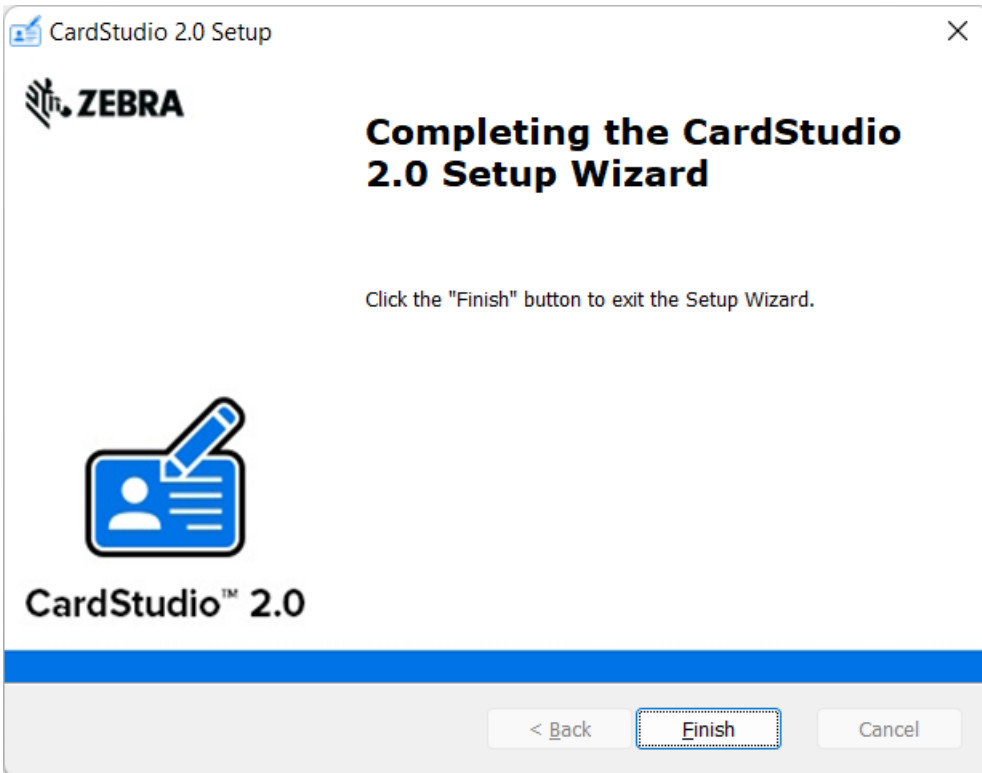 CardStudio 2.0 Setup
ZEBRA
Completing the CardStudio
2.0 Setup Wizard
Click the "Finish" button to exit the Setup Wizard.
CardStudio™ 2.0
< Back
Finish
Cancel